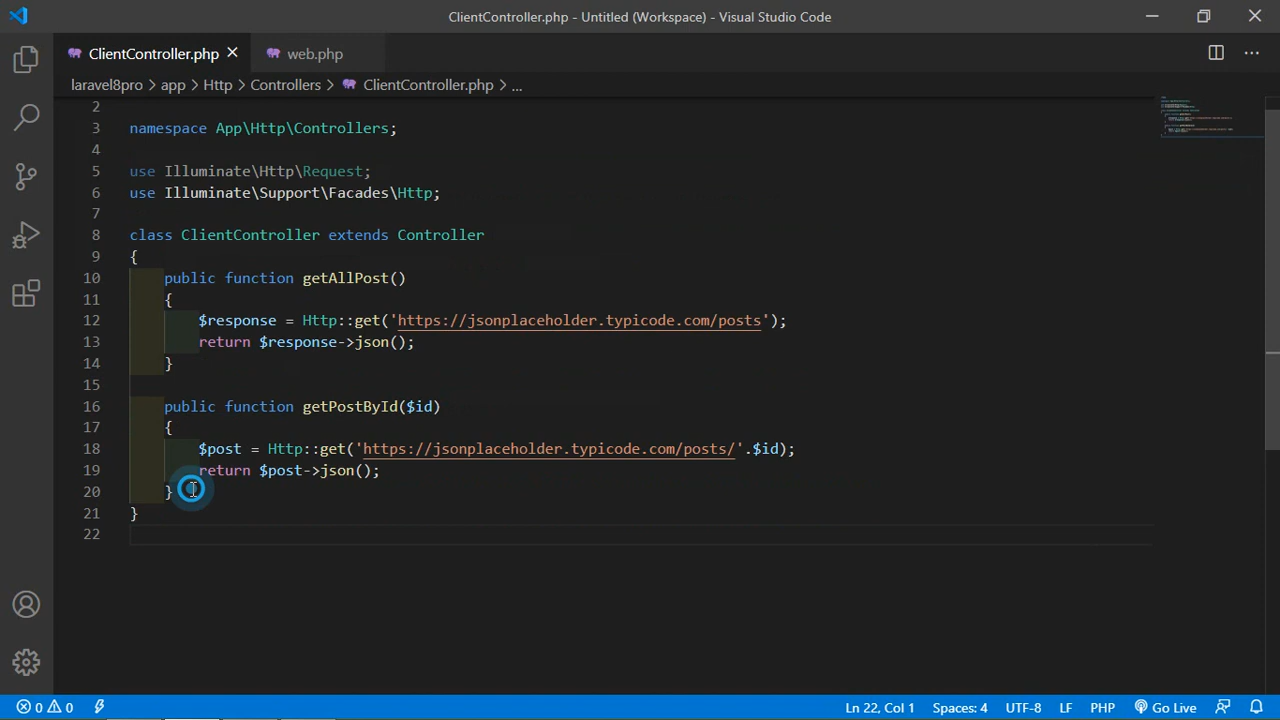 ClientController.php - Untitled (Workspace) - Visual Studio Code
ClientController.php
web.php
laravel8pro > app > Http > Controllers > ClientController.php > ...
2
3 namespace App\Http\Controllers;
4
5 use Illuminate\Http\Request;
6 use Illuminate\Support\Facades\Http;
7
8 class ClientController extends Controller
9 {
10     public function getAllPost()
11     {
12         $response = Http::get('https://jsonplaceholder.typicode.com/posts');
13         return $response->json();
14     }
15
16     public function getPostById($id)
17     {
18         $post = Http::get('https://jsonplaceholder.typicode.com/posts/'.$id);
19         return $post->json();
20     }
21 }
22
0 0 Ln 22, Col 1 Spaces: 4 UTF-8 LF PHP Go Live